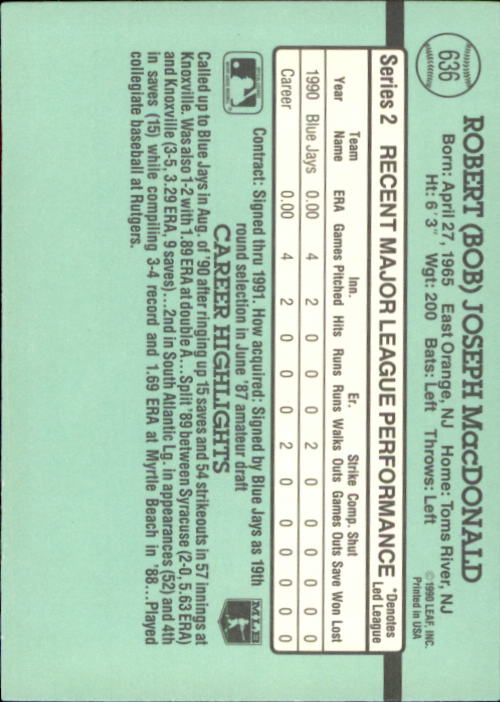 636
ROBERT (BOB) JOSEPH MacDONALD
Born: April 27, 1965 East Orange, NJ Home: Toms River, NJ
Ht: 6' 3" Wgt: 200 Bats: Left Throws: Left
© 1990 LEAF, INC.
Printed in USA
Series 2 RECENT MAJOR LEAGUE PERFORMANCE *Denotes Led League
Team Inn. Er. Strike Comp. Shut
Year Name ERA Games Pitched Hits Runs Runs Walks Outs Games Outs Save Won Lost
1990 Blue Jays 0.00 4 2 0 0 0 2 0 0 0 0 0 0
Career 0.00 4 2 0 0 0 2 0 0 0 0 0 0
Contract: Signed thru 1991. How acquired: Signed by Blue Jays as 19th
round selection in June '87 amateur draft
CAREER HIGHLIGHTS
MLB
Called up to Blue Jays in Aug. of '90 after ringing up 15 saves and 54 strikeouts in 57 innings at
Knoxville. Was also 1-2 with 1.89 ERA at double A...Split '89 between Syracuse (2-0, 5.63 ERA)
and Knoxville (3-5, 3.29 ERA, 9 saves)...2nd in South Atlantic Lg. in appearances (52) and 4th
in saves (15) while compiling 3-4 record and 1.69 ERA at Myrtle Beach in '88...Played
collegiate baseball at Rutgers.